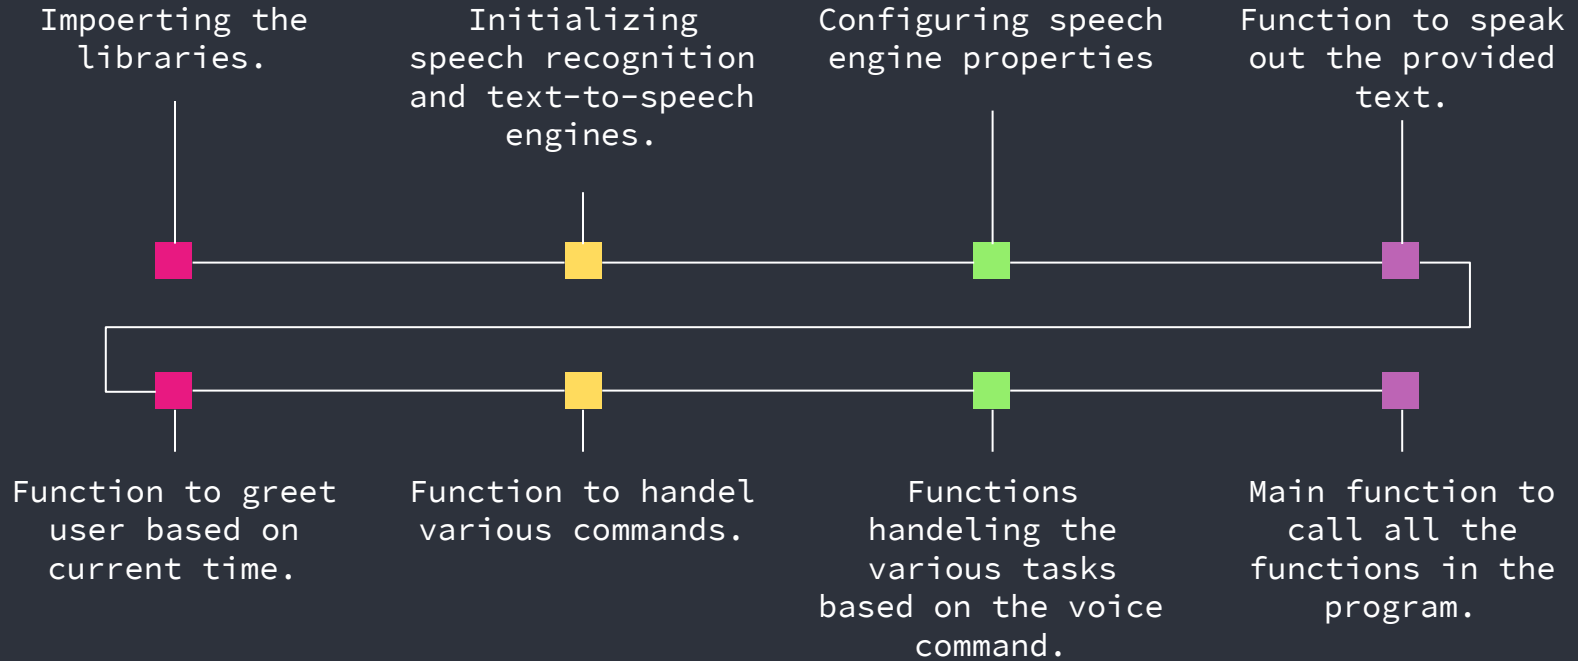 Impoerting the
libraries.
Initializing
speech recognition
and text-to-speech
engines.
Configuring speech
engine properties
Function to speak
out the provided
text.
Function to greet
user based on
current time.
Function to handel
various commands.
Functions
handeling the
various tasks
based on the voice
command.
Main function to
call all the
functions in the
program.